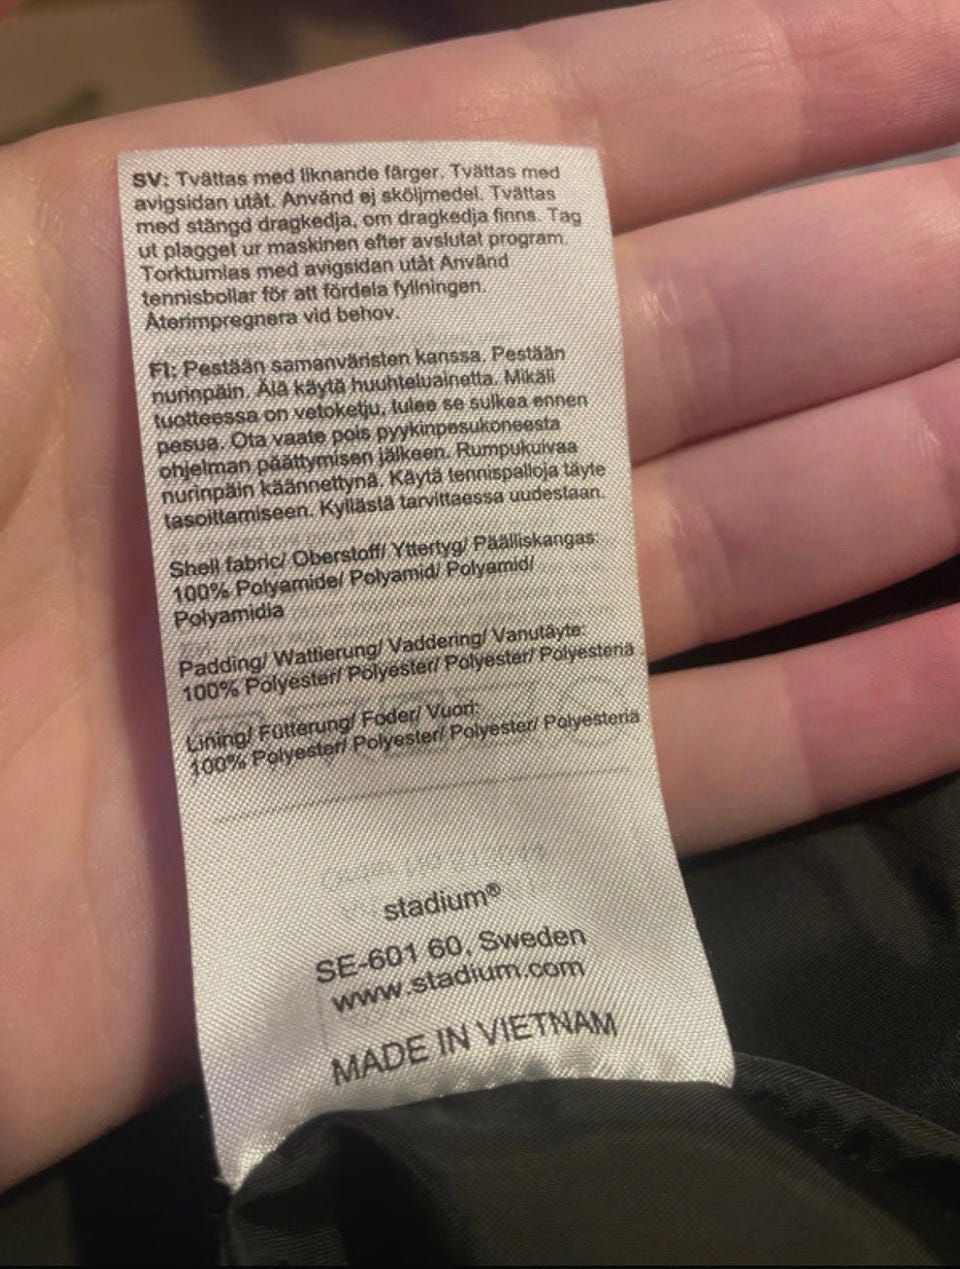 SV: Tvättas med liknande färger. Tvättas med
avigsidan utåt. Använd ej sköljmedel. Tvättas
med stängd dragkedja, om dragkedja finns. Tag
ut plagget ur maskinen efter avslutat program.
Torktumlas med avigsidan utåt Använd
tennisbollar för att fördela fyllningen.
Återimpregnera vid behov.
FI: Pestään samanväristen kanssa. Pestään
nurinpäin. Älä käytä huuhteluainetta. Mikäli
tuotteessa on vetoketju, tulee se sulkea ennen
pesua. Ota vaate pois pyykinpesukoneesta
ohjelman päättymisen jälkeen. Rumpukuivaa
nurinpäin käännettynä. Käytä tennispalloja täyte
tasoittamiseen. Kyllästä tarvittaessa uudestaan.
Shell fabric/ Oberstoff/ Yttertyg/ Päälliskangas:
100% Polyamide/ Polyamid/ Polyamid/
Polyamidia
Padding/ Wattierung/ Vaddering/ Vanutäyte:
100% Polyester/ Polyester/ Polyester/ Polyesteriä
Lining/ Fütterung/ Foder/ Vuori:
100% Polyester/ Polyester/ Polyester/ Polyesteria
stadium®
SE-601 60, Sweden
www.stadium.com
MADE IN VIETNAM